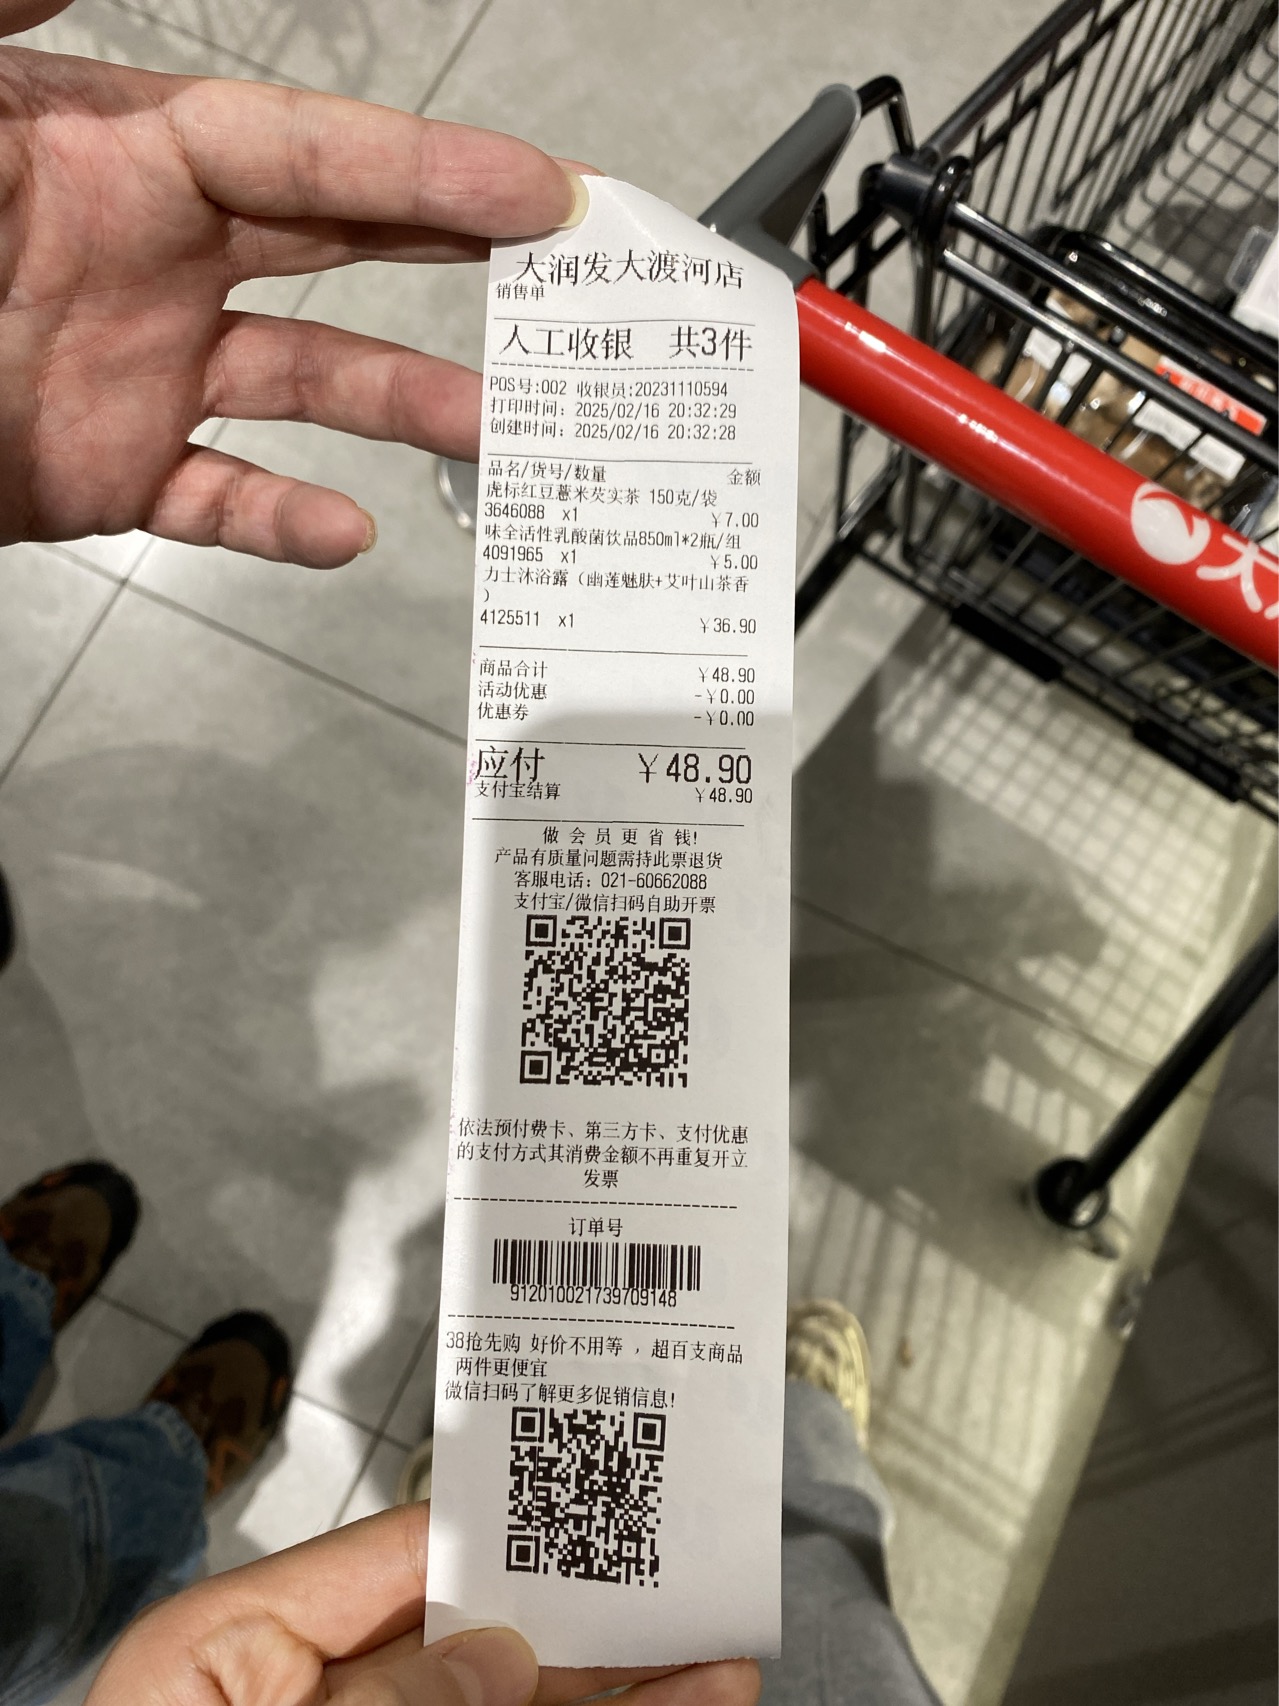 大润发大渡河店
销售单
人工收银 共3件
POS号:002 收银员:20231110594
打印时间: 2025/02/16 20:32:29
创建时间: 2025/02/16 20:32:28
品名/货号/数量 金额
虎标红豆薏米芡实茶 150克/袋
3646088 x1 ￥7.00
味全活性乳酸菌饮品850ml*2瓶/组
4091965 x1 ￥5.00
力士沐浴露（幽莲魅肤+艾叶山茶香
）
4125511 x1 ￥36.90
商品合计 ￥48.90
活动优惠 -￥0.00
优惠券 -￥0.00
应付 ￥48.90
支付宝结算 ￥48.90
做 会 员 更 省 钱!
产品有质量问题需持此票退货
客服电话: 021-60662088
支付宝/微信扫码自助开票
依法预付费卡、第三方卡、支付优惠
的支付方式其消费金额不再重复开立
发票
订单号
912010021739709148
38抢先购 好价不用等 ，超百支商品
两件更便宜
微信扫码了解更多促销信息!
大